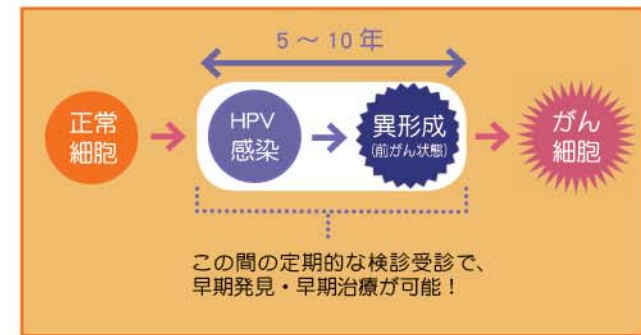 5～10年
正常
細胞
HPV
感染
異形成
(前がん状態)
がん
細胞
この間の定期的な検診受診で、
早期発見・早期治療が可能！